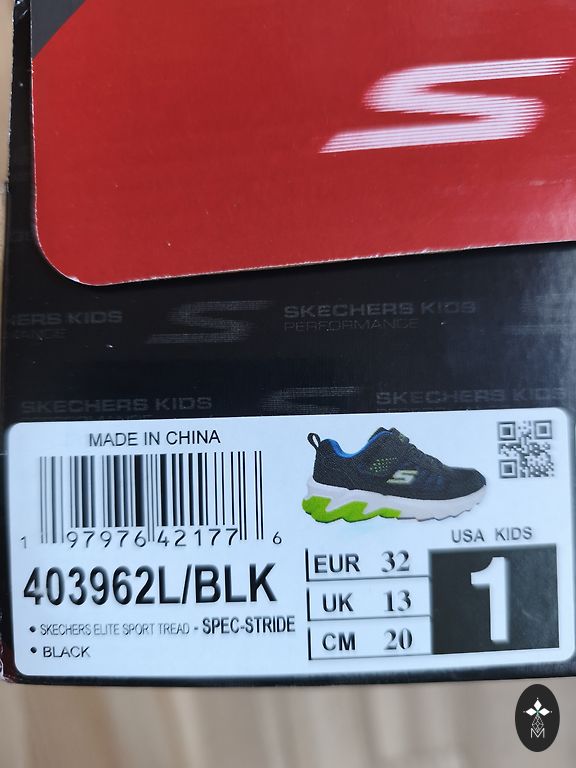 SKECHERS KIDS
PERFORMANCE
SKECHERS KIDS
SKECHERS KIDS
MADE IN CHINA
1 97976 42177 6
403962L/BLK
• SKECHERS ELITE SPORT TREAD - SPEC-STRIDE
• BLACK
EUR 32
UK 13
CM 20
USA KIDS
1